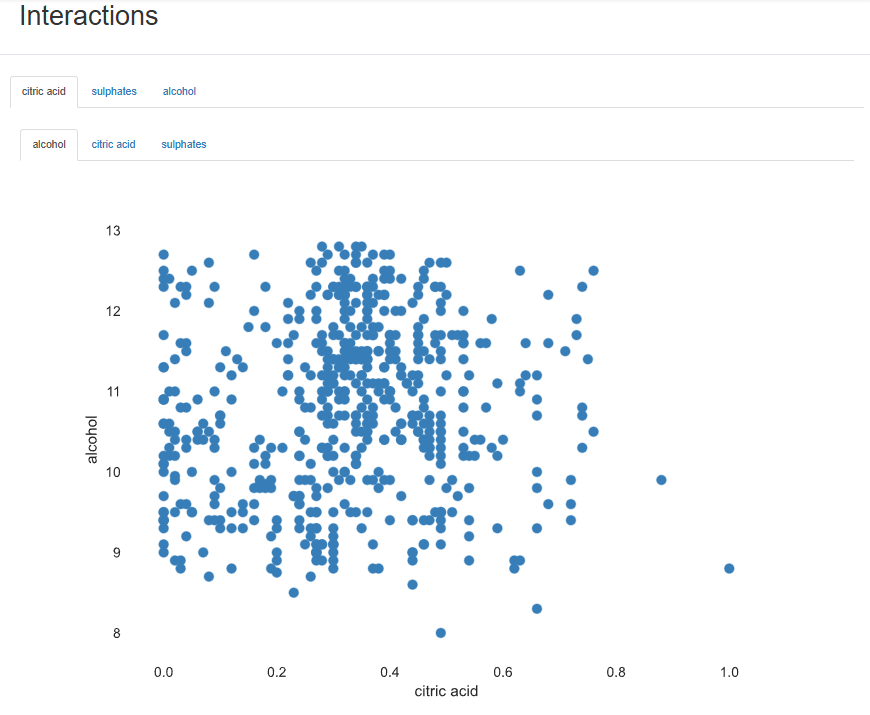 Interactions
citric acid sulphates alcohol
alcohol citric acid sulphates
13
12
11
alcohol
10
9
8
0.0 0.2 0.4 0.6 0.8 1.0
citric acid